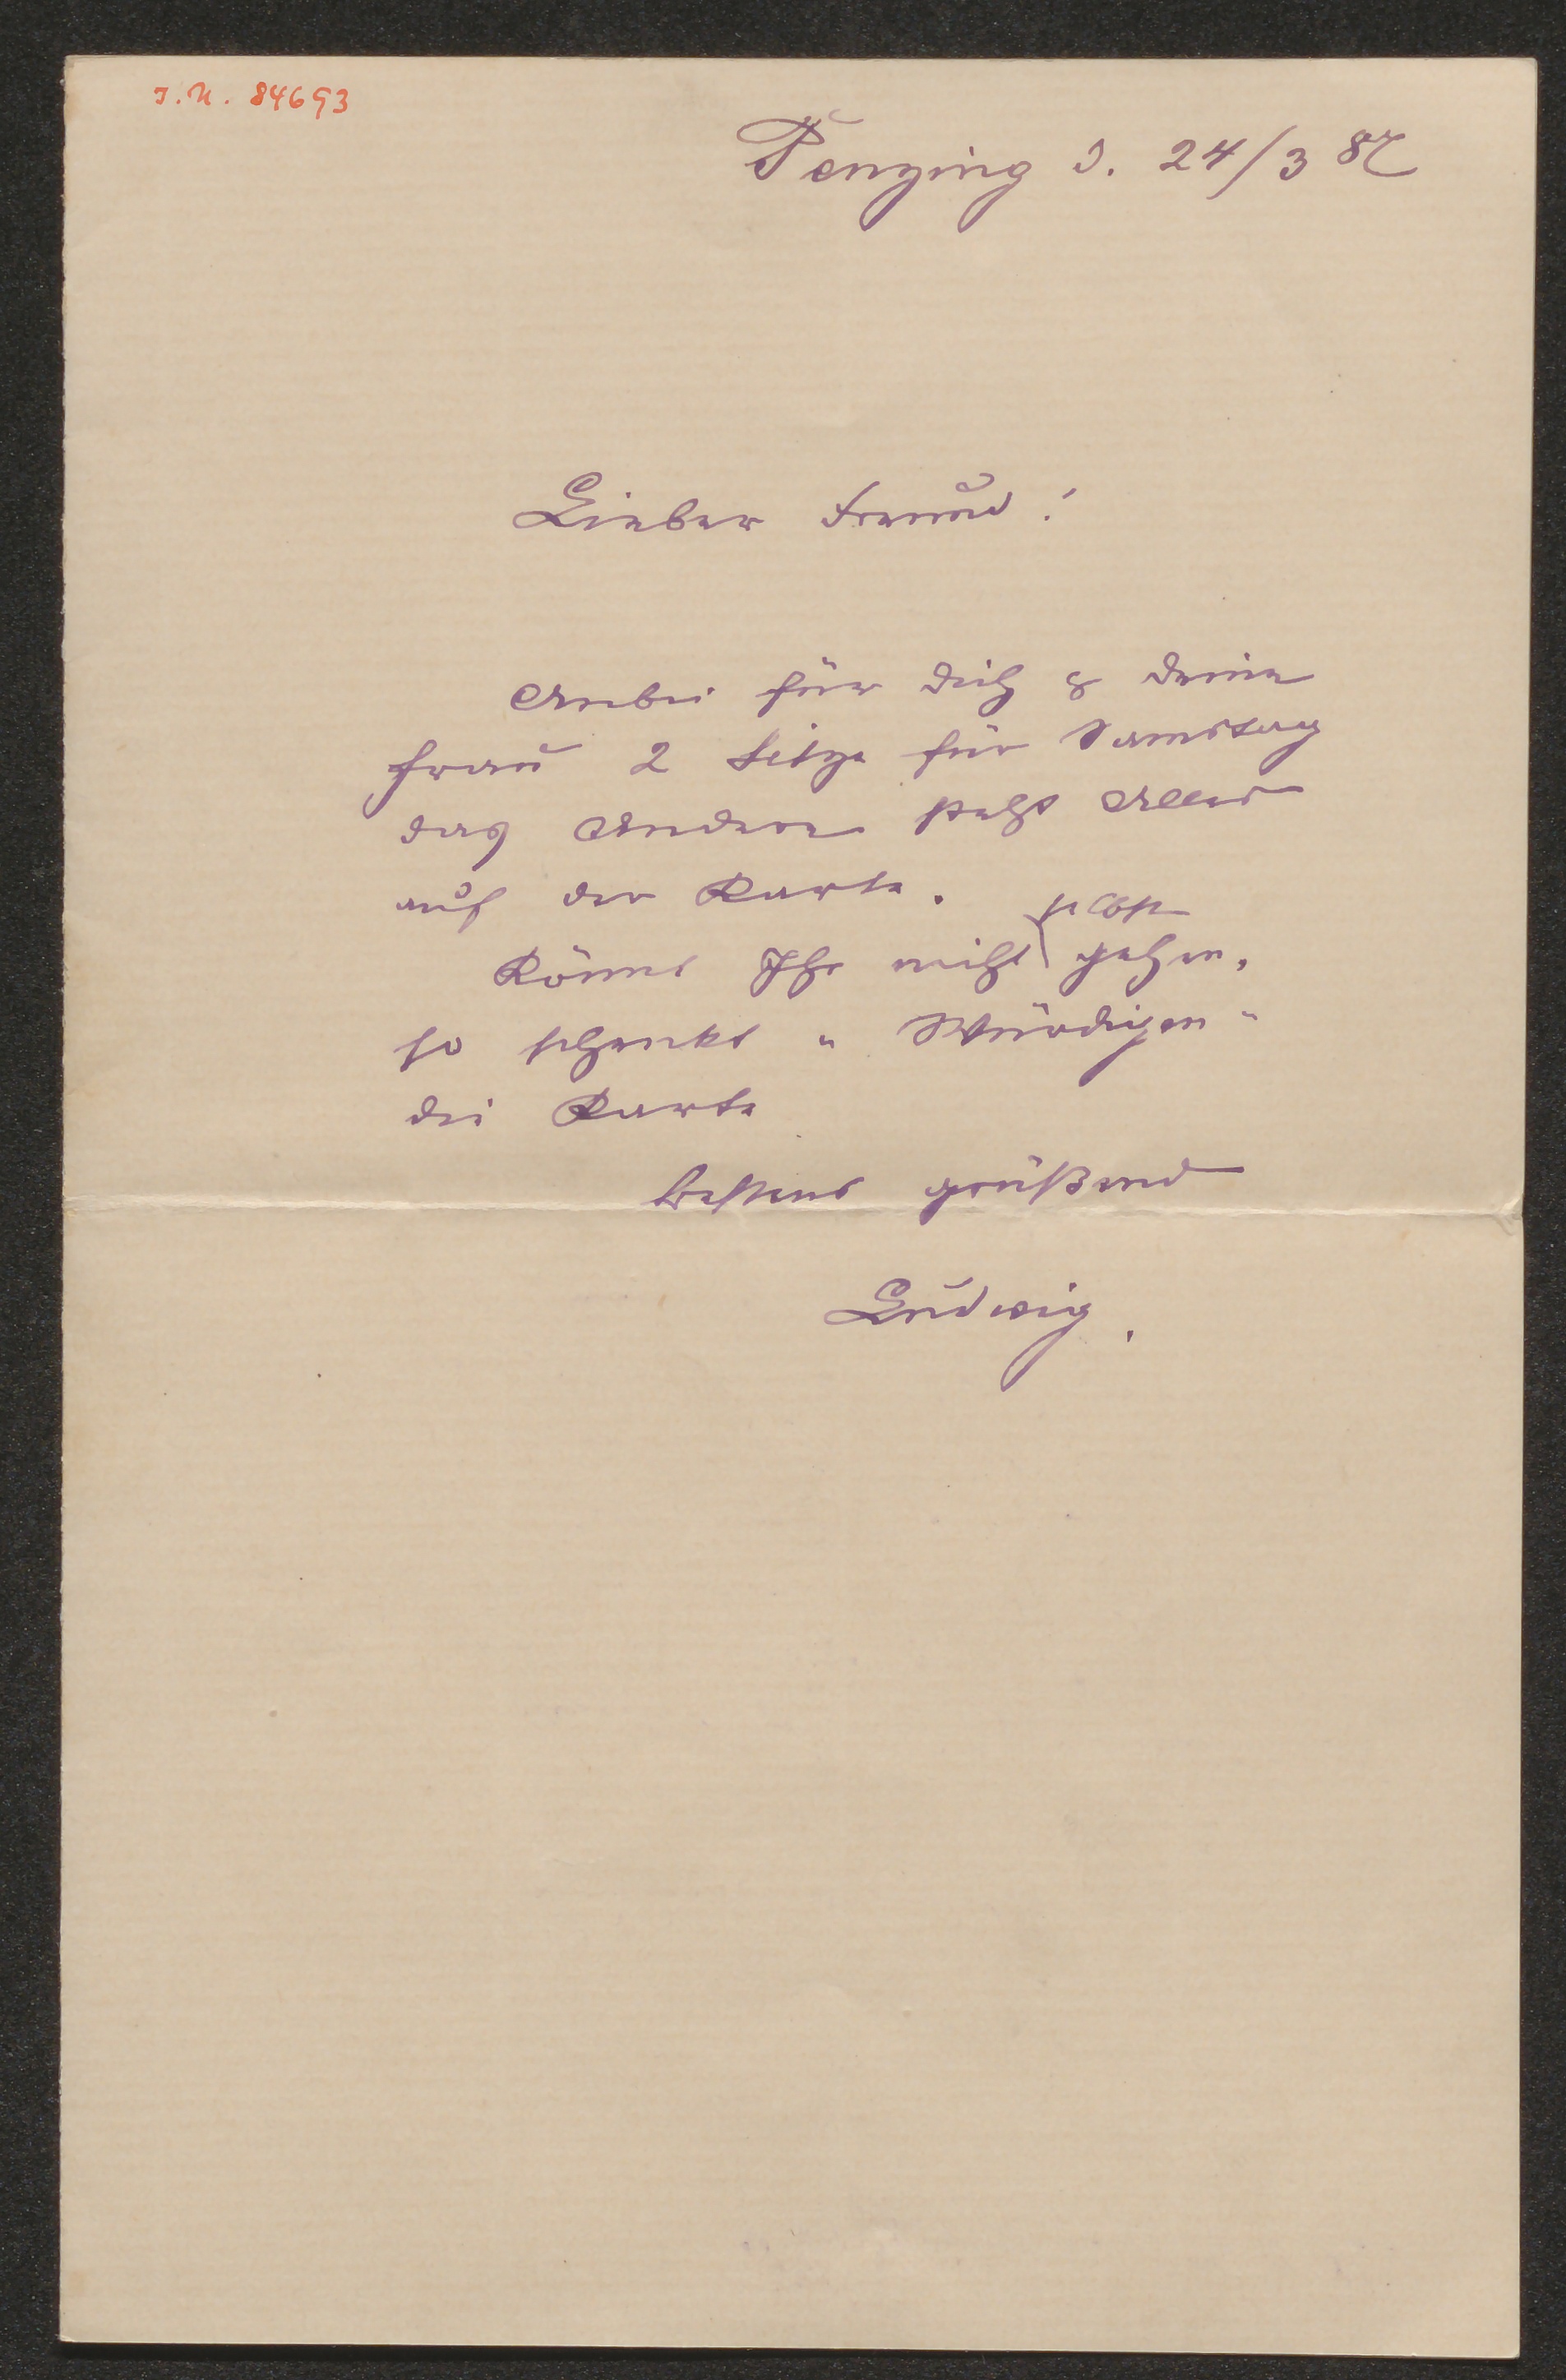 I.N. 84693
Penzing d. 24/3 87
Lieber Freund!
Anbei für dich & deine
Frau 2 Sitze für Samstag
das Andere steht Alles
auf der Karte.
selbst
Könnt Ihr nicht gehen,
so schenkt „Würdigen“
die Karte
bestens grüßend
Ludwig.